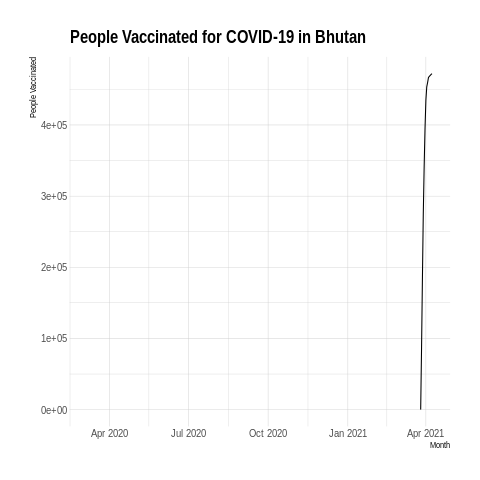 People Vaccinated for COVID-19 in Bhutan
People Vaccinated
4e+05
3e+05
2e+05
1e+05
0e+00
Apr 2020 Jul 2020 Oct 2020 Jan 2021 Apr 2021
Month